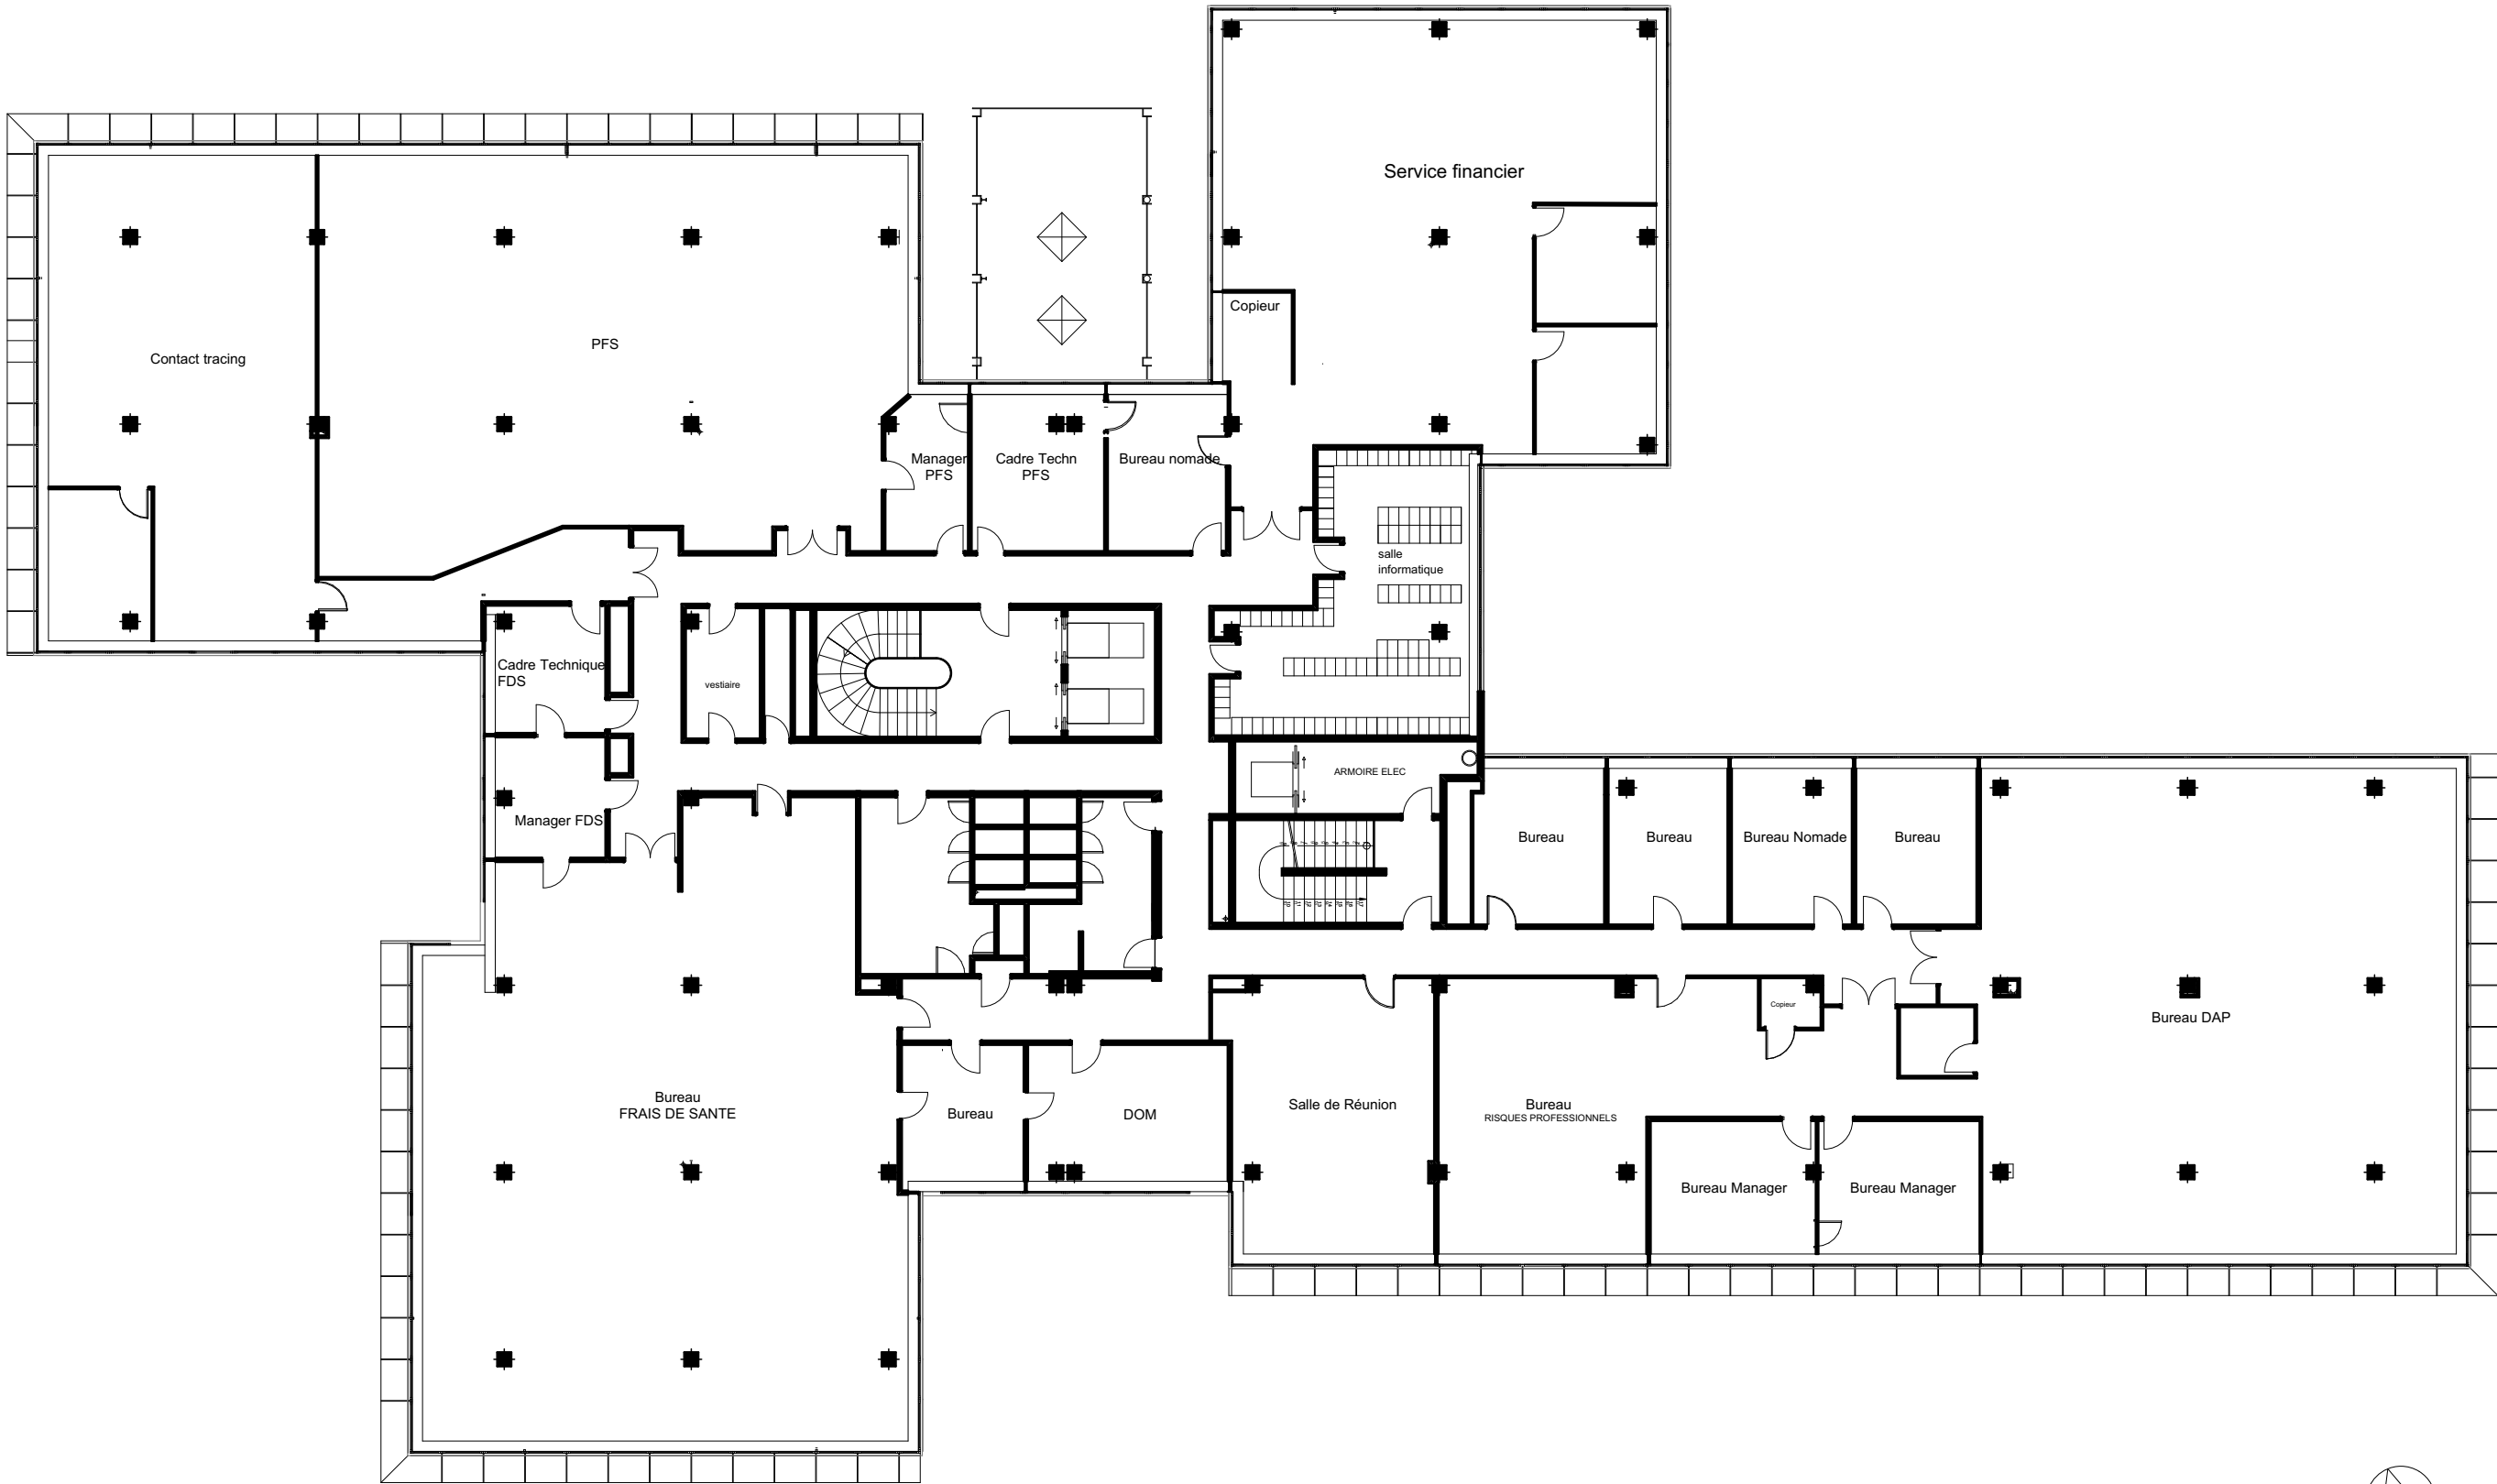 Service financier
Copieur
Contact tracing
PFS
Manager
PFS
Cadre Techn
PFS
Bureau nomade
salle
informatique
Cadre Technique
FDS
vestiaire
ARMOIRE ELEC
Manager FDS
Bureau
Bureau
Bureau Nomade
Bureau
Copieur
Bureau DAP
Bureau
FRAIS DE SANTE
Bureau
DOM
Salle de Réunion
Bureau
RISQUES PROFESSIONNELS
Bureau Manager
Bureau Manager